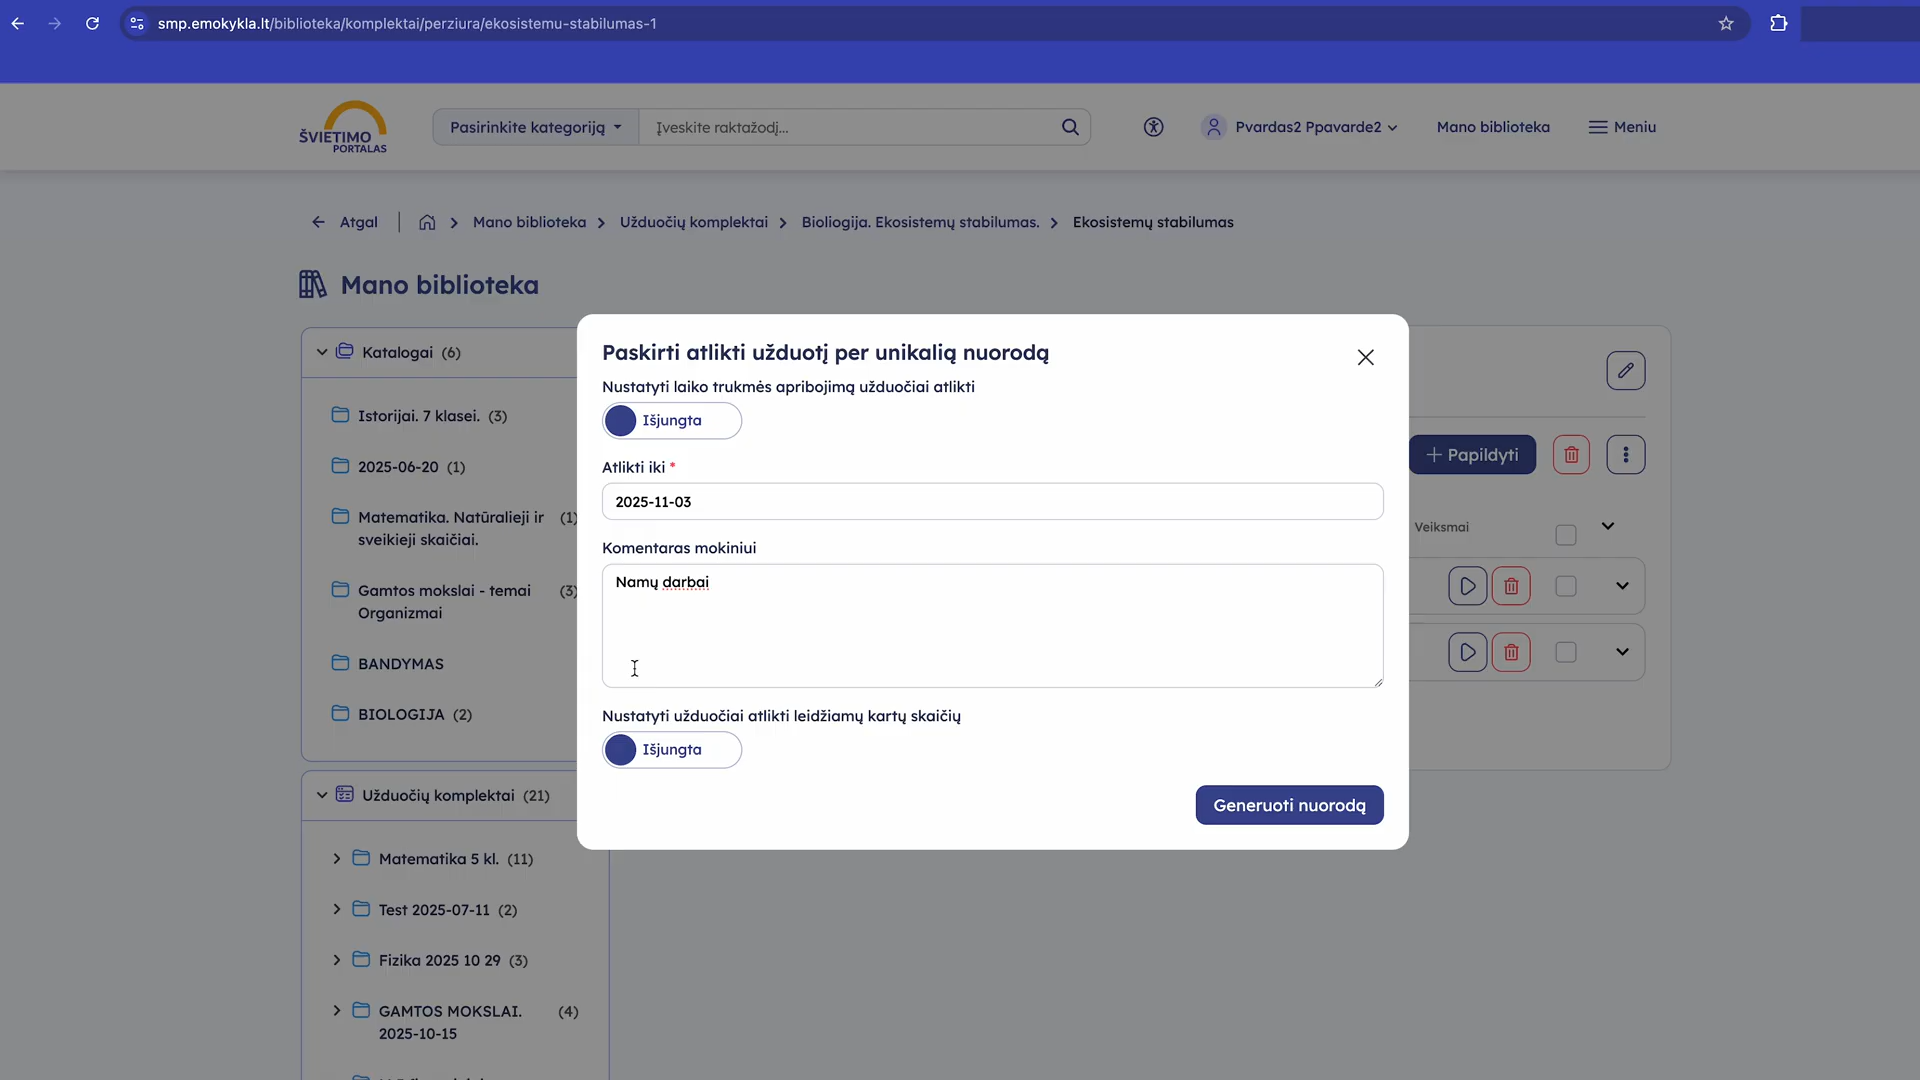 smp.emokykla.lt/biblioteka/komplektai/perziura/ekosistemu-stabilumas-1
ŠVIETIMO
PORTALAS
Pasirinkite kategoriją
Įveskite raktažodį...
Pvardas2 Ppavarde2
Mano biblioteka
Meniu
Atgal
Mano biblioteka
Užduočių komplektai
Bioliogija. Ekosistemų stabilumas.
Ekosistemų stabilumas
Mano biblioteka
Katalogai (6)
Istorijai. 7 klasei. (3)
2025-06-20 (1)
Matematika. Natūralieji ir (1)
sveikieji skaičiai.
Gamtos mokslai - temai (3)
Organizmai
BANDYMAS
BIOLOGIJA (2)
Užduočių komplektai (21)
Matematika 5 kl. (11)
Test 2025-07-11 (2)
Fizika 2025 10 29 (3)
GAMTOS MOKSLAI. (4)
2025-10-15
Paskirti atlikti užduotį per unikalią nuorodą
Nustatyti laiko trukmės apribojimą užduočiai atlikti
Išjungta
Atlikti iki *
2025-11-03
Komentaras mokiniui
Namų darbai
Nustatyti užduočiai atlikti leidžiamų kartų skaičių
Išjungta
Generuoti nuorodą
Papildyti
Veiksmai